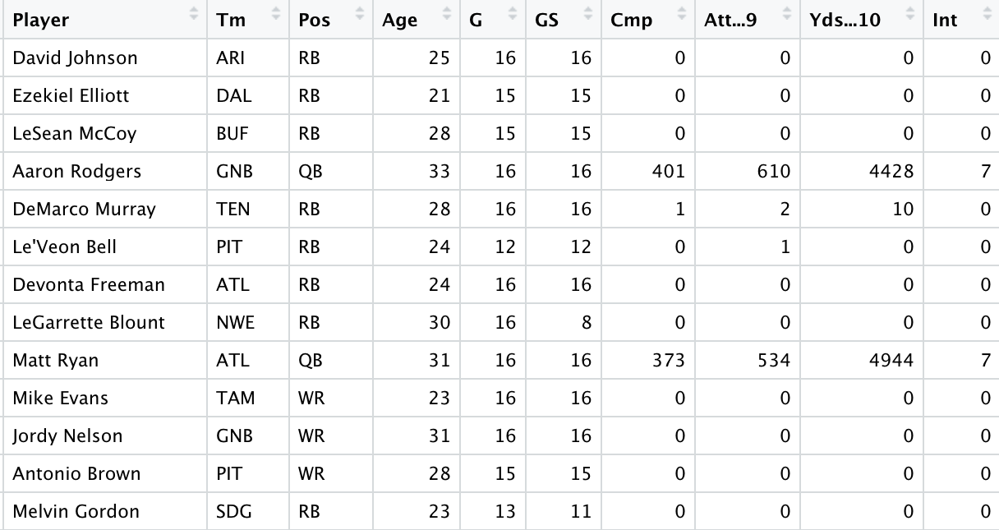 Player Tm Pos Age G GS Cmp Att...9 Yds...10 Int
David Johnson ARI RB 25 16 16 0 0 0 0
Ezekiel Elliott DAL RB 21 15 15 0 0 0 0
LeSean McCoy BUF RB 28 15 15 0 0 0 0
Aaron Rodgers GNB QB 33 16 16 401 610 4428 7
DeMarco Murray TEN RB 28 16 16 1 2 10 0
Le'Veon Bell PIT RB 24 12 12 0 1 0 0
Devonta Freeman ATL RB 24 16 16 0 0 0 0
LeGarrette Blount NWE RB 30 16 8 0 0 0 0
Matt Ryan ATL QB 31 16 16 373 534 4944 7
Mike Evans TAM WR 23 16 16 0 0 0 0
Jordy Nelson GNB WR 31 16 16 0 0 0 0
Antonio Brown PIT WR 28 15 15 0 0 0 0
Melvin Gordon SDG RB 23 13 11 0 0 0 0